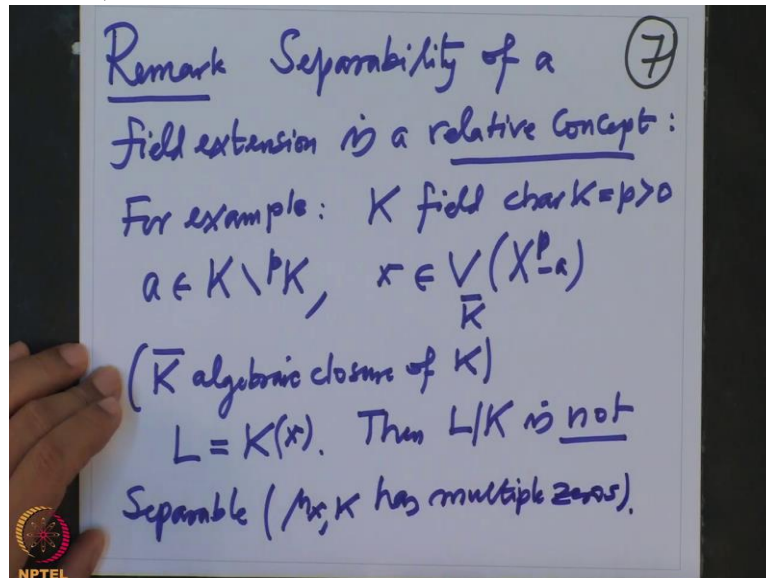 Remark Separability of a 7
field extension is a relative concept:
For example: K field char K = p > 0
a ∈ K \ ᵖK, x ∈ V_K̄ (Xᵖ - a)
(K̄ algebraic closure of K)
L = K(x). Then L/K is not
Separable (μx,K has multiple zeros).
NPTEL